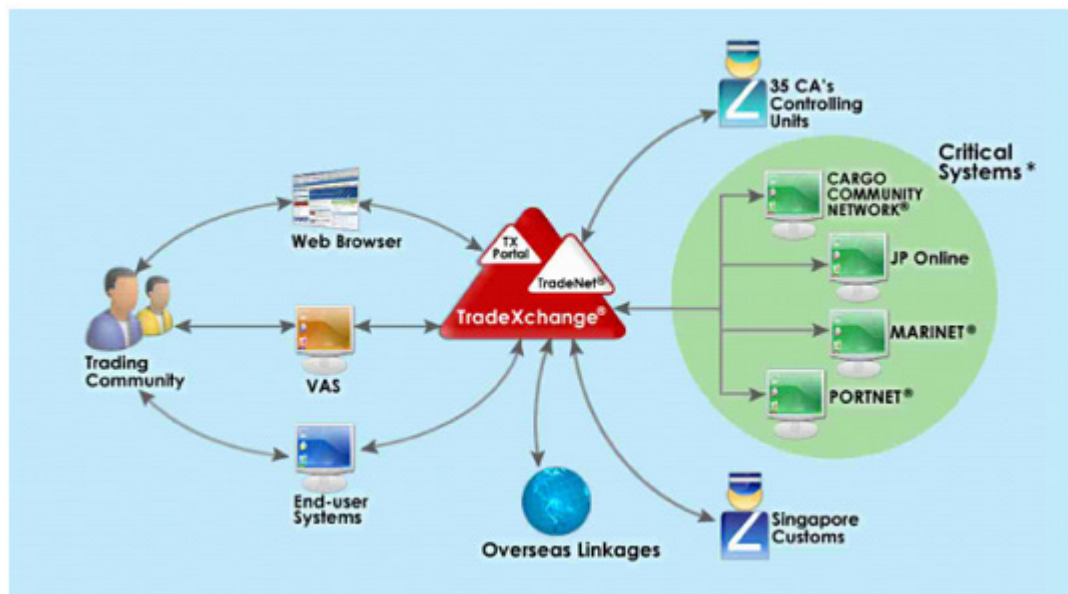 35 CA's
Controlling
Units
Critical
Systems *
CARGO
COMMUNITY
NETWORK®
JP Online
MARINET®
PORTNET®
Web Browser
TX
Portal
TradeNet®
TradeXchange®
Trading
Community
VAS
End-user
Systems
Overseas Linkages
Singapore
Customs